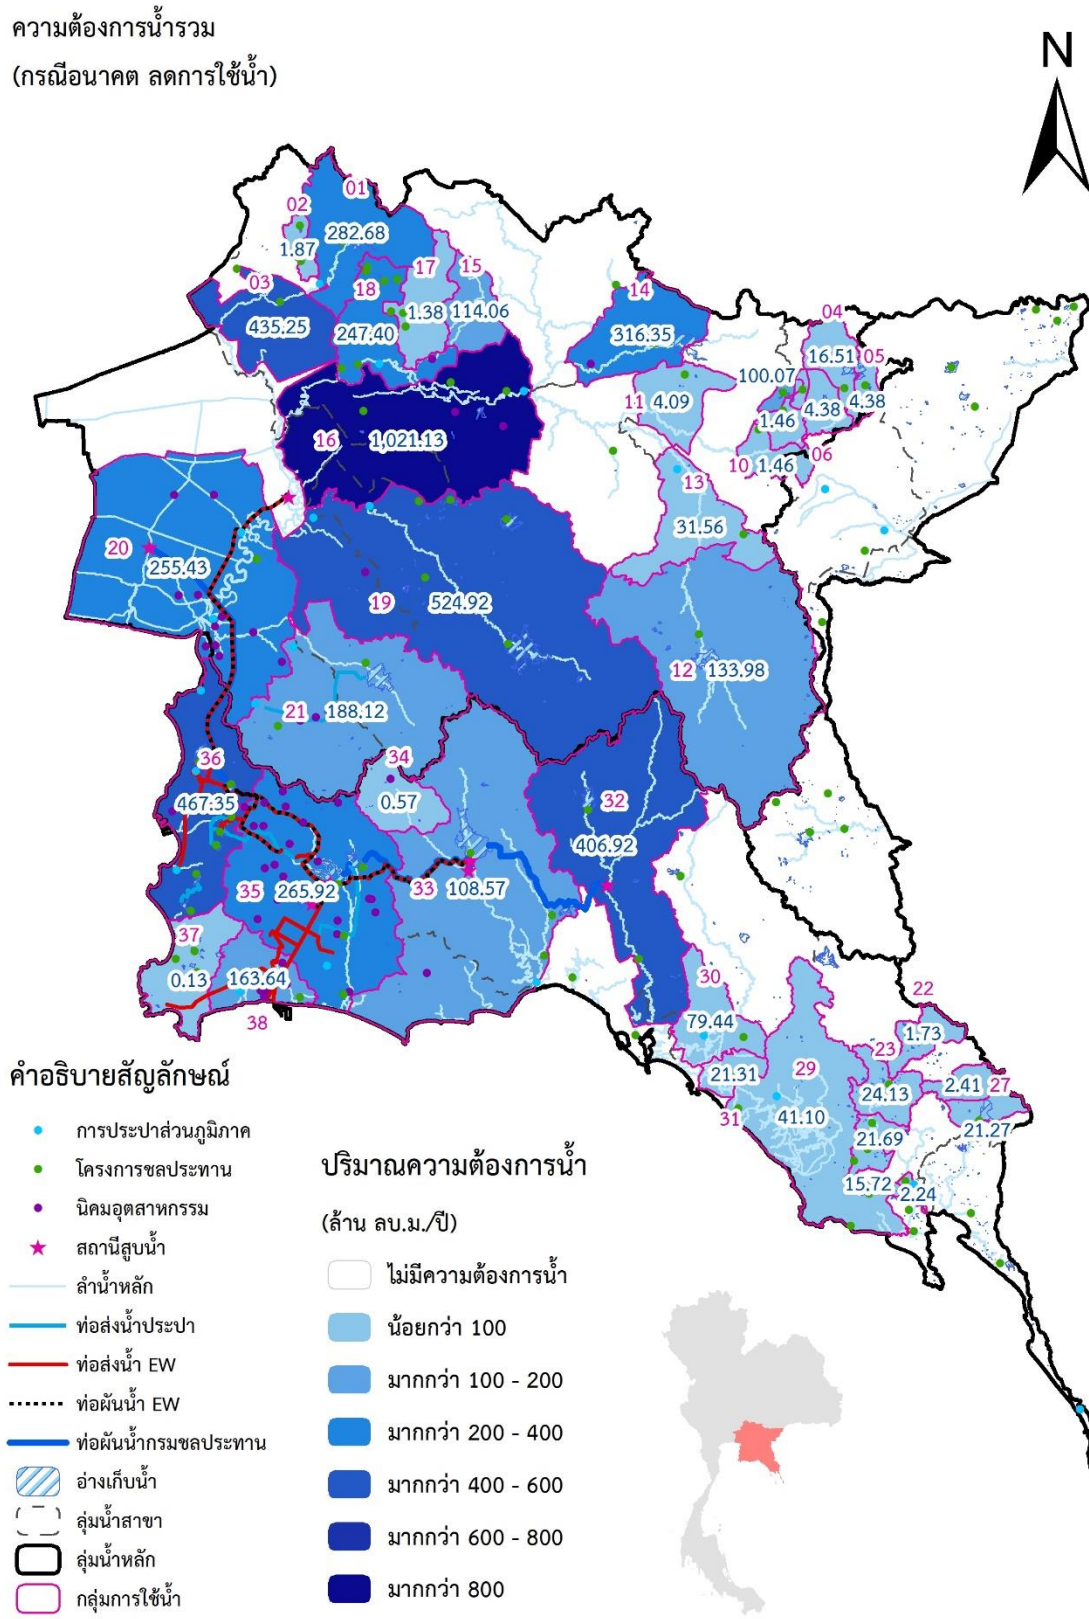 ความต้องการน้ำรวม
(กรณีอนาคต ลดการใช้น้ำ)
N
01
02
282.68
1.87
17
15
03
18
14
1.38
114.06
04
435.25
247.40
316.35
16.51
05
100.07
11
4.09
4.38
4.38
1.46
16
1,021.13
06
10
1.46
13
31.56
20
255.43
19
524.92
12
133.98
21
188.12
34
36
467.35
0.57
32
406.92
35
265.92
33
108.57
37
0.13
163.64
38
30
79.44
22
1.73
23
29
21.31
24.13
2.41
27
31
41.10
21.69
21.27
15.72
2.24
คำอธิบายสัญลักษณ์
การประปาส่วนภูมิภาค
โครงการชลประทาน
นิคมอุตสาหกรรม
สถานีสูบน้ำ
ลำน้ำหลัก
ท่อส่งน้ำประปา
ท่อส่งน้ำ EW
ท่อผันน้ำ EW
ท่อผันน้ำกรมชลประทาน
อ่างเก็บน้ำ
ลุ่มน้ำสาขา
ลุ่มน้ำหลัก
กลุ่มการใช้น้ำ
ปริมาณความต้องการน้ำ
(ล้าน ลบ.ม./ปี)
ไม่มีความต้องการน้ำ
น้อยกว่า 100
มากกว่า 100 - 200
มากกว่า 200 - 400
มากกว่า 400 - 600
มากกว่า 600 - 800
มากกว่า 800